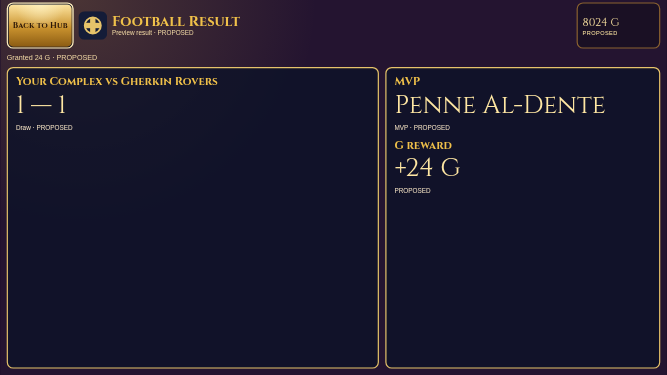 Back to Hub
Football Result
Preview result · PROPOSED
8024 G
PROPOSED
Granted 24 G · PROPOSED
Your Complex vs Gherkin Rovers
1 — 1
Draw · PROPOSED
MVP
Penne Al-Dente
MVP · PROPOSED
G reward
+24 G
PROPOSED